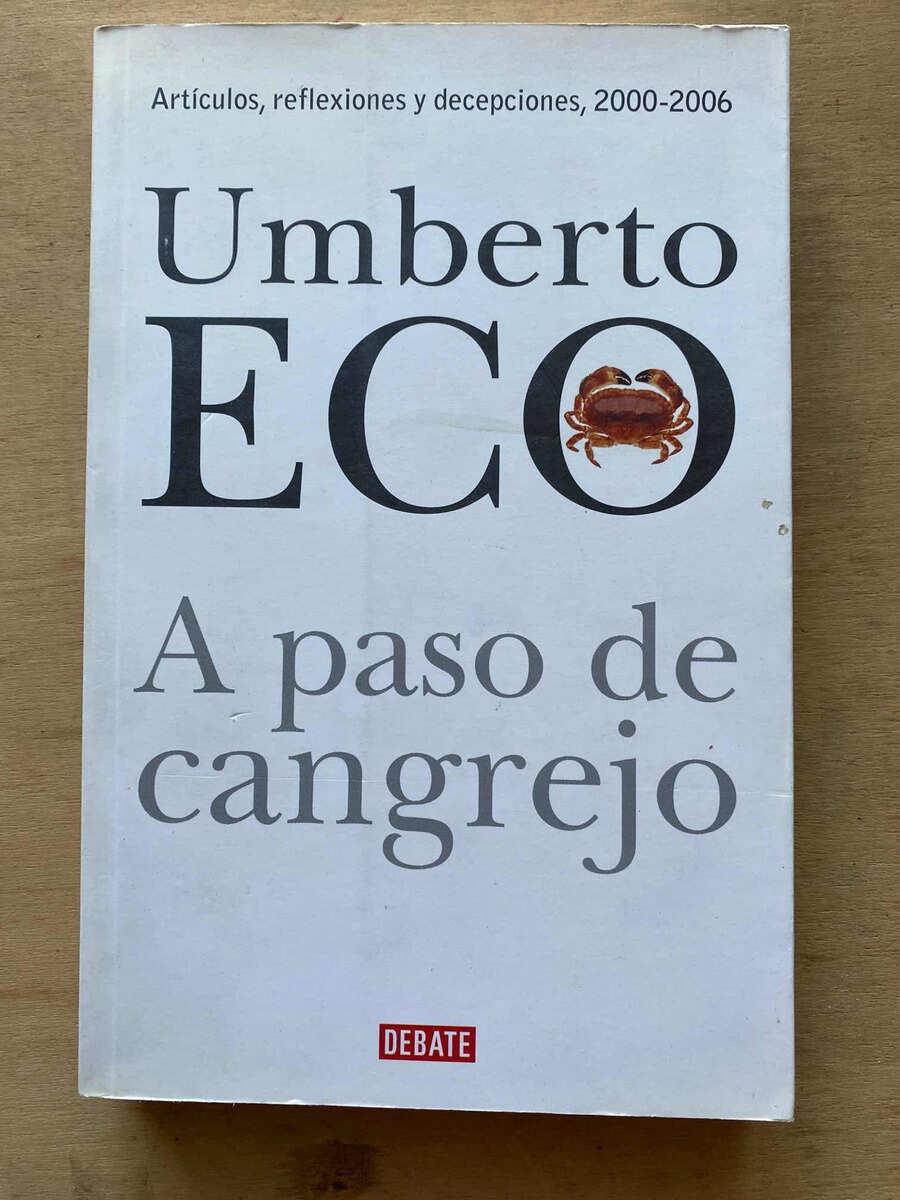 Artículos, reflexiones y decepciones, 2000-2006
Umberto
ECO
A paso de
cangrejo
DEBATE